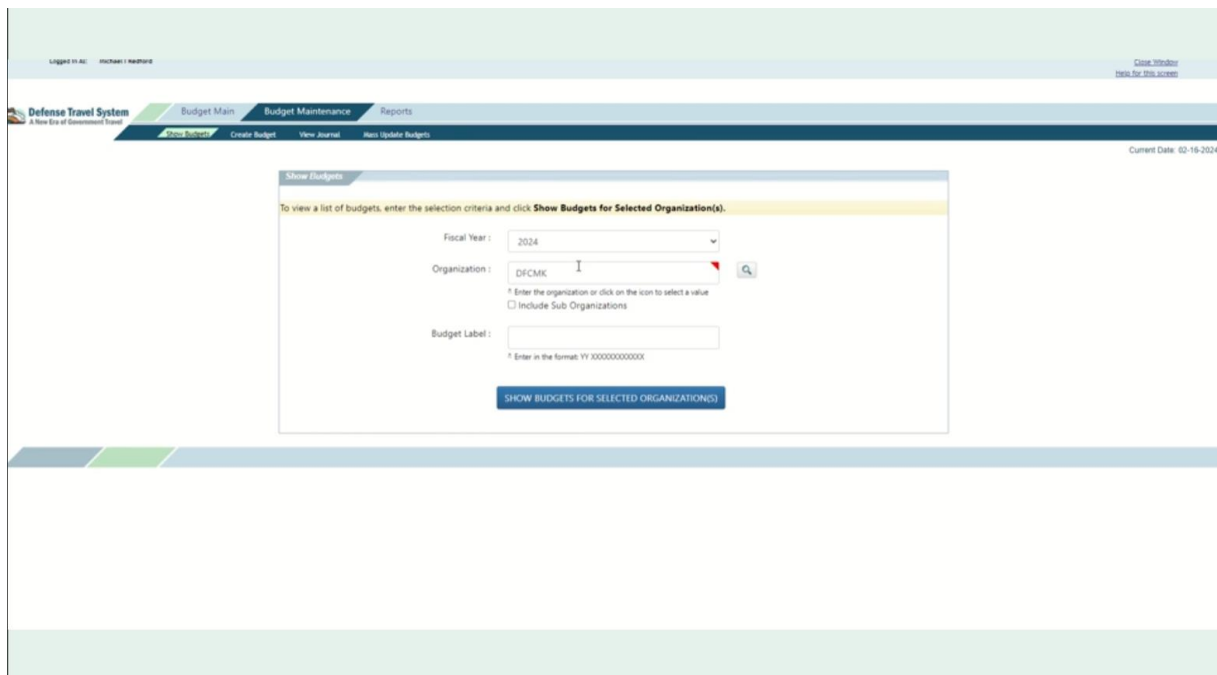 Logged In As: Michael I Redford
Close Window
Help for this screen
Defense Travel System
A New Era of Government Travel
Budget Main Budget Maintenance Reports
Show Budgets Create Budget View Journal Mass Update Budgets
Current Date: 02-16-2024
Show Budgets
To view a list of budgets, enter the selection criteria and click Show Budgets for Selected Organization(s).
Fiscal Year : 2024
Organization : DFCMK
^ Enter the organization or click on the icon to select a value
Include Sub Organizations
Budget Label :
^ Enter in the format: YY XXXXXXXXXXXX
SHOW BUDGETS FOR SELECTED ORGANIZATION(S)